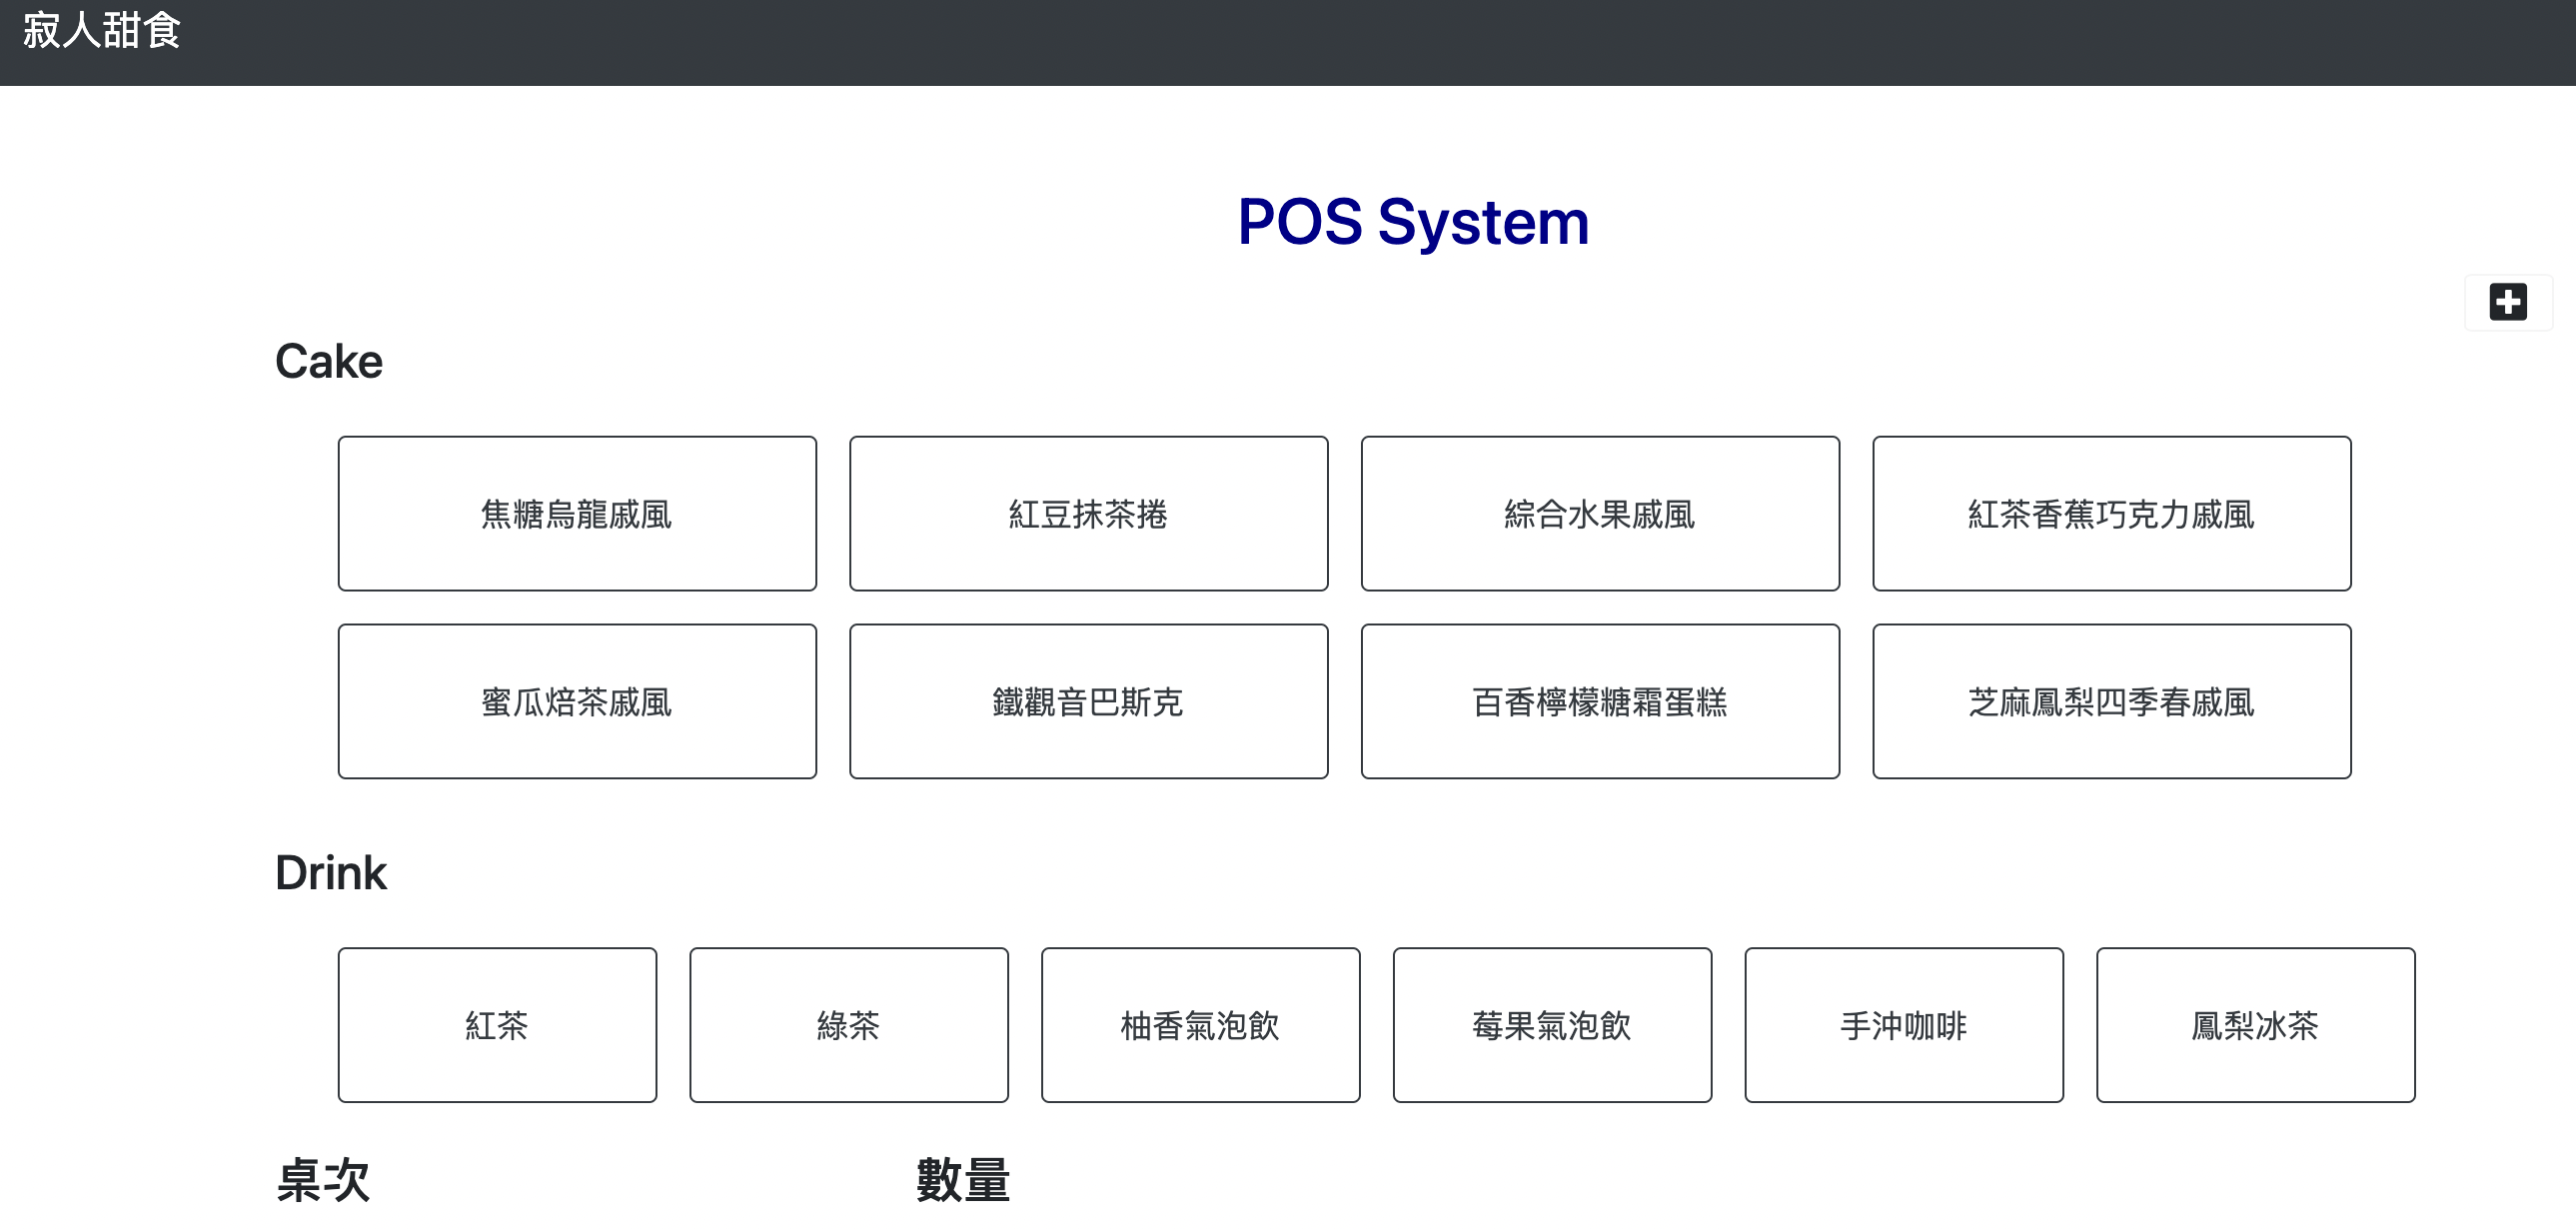 寂人甜食
POS System
Cake
焦糖烏龍戚風 紅豆抹茶捲 綜合水果戚風 紅茶香蕉巧克力戚風
蜜瓜焙茶戚風 鐵觀音巴斯克 百香檸檬糖霜蛋糕 芝麻鳳梨四季春戚風
Drink
紅茶 綠茶 柚香氣泡飲 莓果氣泡飲 手沖咖啡 鳳梨冰茶
桌次 數量